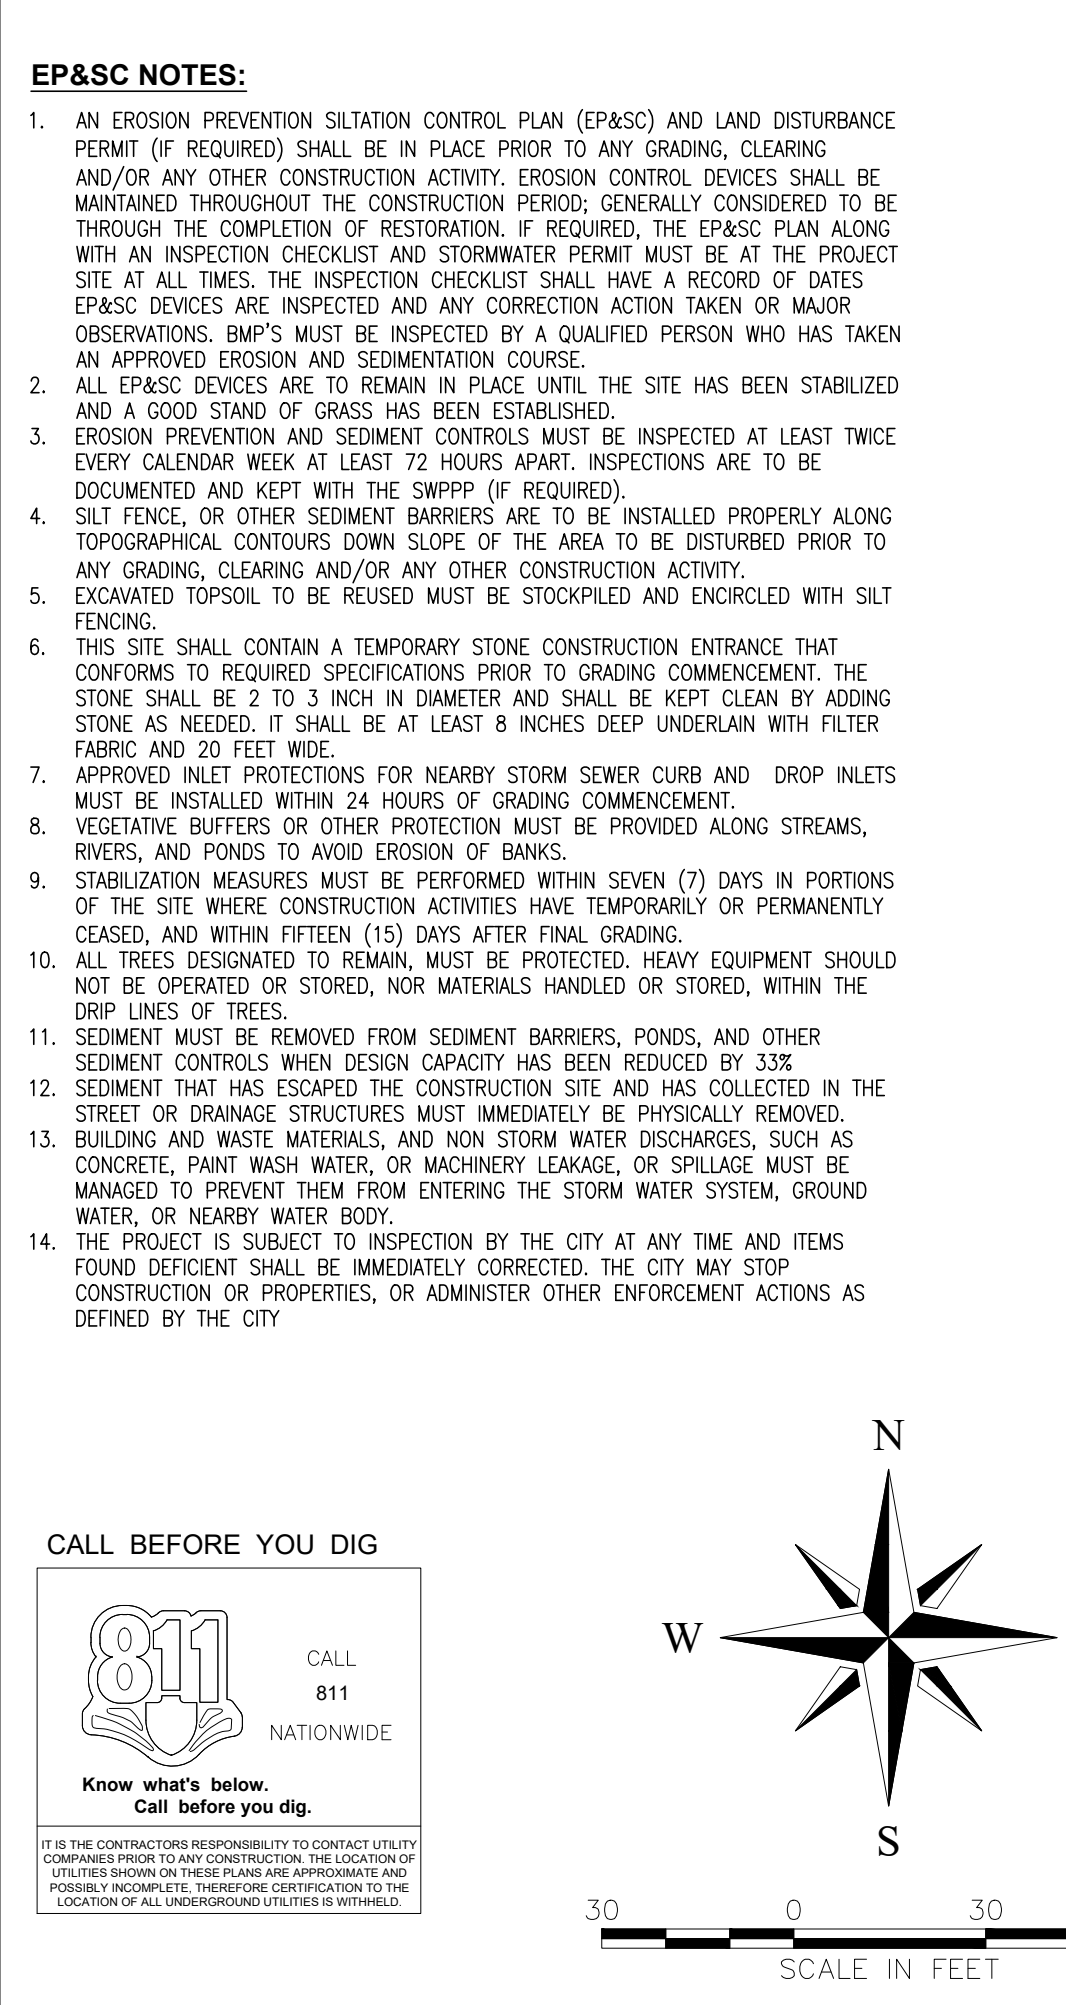 EP&SC NOTES:
1. AN EROSION PREVENTION SILTATION CONTROL PLAN (EP&SC) AND LAND DISTURBANCE
PERMIT (IF REQUIRED) SHALL BE IN PLACE PRIOR TO ANY GRADING, CLEARING
AND/OR ANY OTHER CONSTRUCTION ACTIVITY. EROSION CONTROL DEVICES SHALL BE
MAINTAINED THROUGHOUT THE CONSTRUCTION PERIOD; GENERALLY CONSIDERED TO BE
THROUGH THE COMPLETION OF RESTORATION. IF REQUIRED, THE EP&SC PLAN ALONG
WITH AN INSPECTION CHECKLIST AND STORMWATER PERMIT MUST BE AT THE PROJECT
SITE AT ALL TIMES. THE INSPECTION CHECKLIST SHALL HAVE A RECORD OF DATES
EP&SC DEVICES ARE INSPECTED AND ANY CORRECTION ACTION TAKEN OR MAJOR
OBSERVATIONS. BMP'S MUST BE INSPECTED BY A QUALIFIED PERSON WHO HAS TAKEN
AN APPROVED EROSION AND SEDIMENTATION COURSE.
2. ALL EP&SC DEVICES ARE TO REMAIN IN PLACE UNTIL THE SITE HAS BEEN STABILIZED
AND A GOOD STAND OF GRASS HAS BEEN ESTABLISHED.
3. EROSION PREVENTION AND SEDIMENT CONTROLS MUST BE INSPECTED AT LEAST TWICE
EVERY CALENDAR WEEK AT LEAST 72 HOURS APART. INSPECTIONS ARE TO BE
DOCUMENTED AND KEPT WITH THE SWPPP (IF REQUIRED).
4. SILT FENCE, OR OTHER SEDIMENT BARRIERS ARE TO BE INSTALLED PROPERLY ALONG
TOPOGRAPHICAL CONTOURS DOWN SLOPE OF THE AREA TO BE DISTURBED PRIOR TO
ANY GRADING, CLEARING AND/OR ANY OTHER CONSTRUCTION ACTIVITY.
5. EXCAVATED TOPSOIL TO BE REUSED MUST BE STOCKPILED AND ENCIRCLED WITH SILT
FENCING.
6. THIS SITE SHALL CONTAIN A TEMPORARY STONE CONSTRUCTION ENTRANCE THAT
CONFORMS TO REQUIRED SPECIFICATIONS PRIOR TO GRADING COMMENCEMENT. THE
STONE SHALL BE 2 TO 3 INCH IN DIAMETER AND SHALL BE KEPT CLEAN BY ADDING
STONE AS NEEDED. IT SHALL BE AT LEAST 8 INCHES DEEP UNDERLAIN WITH FILTER
FABRIC AND 20 FEET WIDE.
7. APPROVED INLET PROTECTIONS FOR NEARBY STORM SEWER CURB AND DROP INLETS
MUST BE INSTALLED WITHIN 24 HOURS OF GRADING COMMENCEMENT.
8. VEGETATIVE BUFFERS OR OTHER PROTECTION MUST BE PROVIDED ALONG STREAMS,
RIVERS, AND PONDS TO AVOID EROSION OF BANKS.
9. STABILIZATION MEASURES MUST BE PERFORMED WITHIN SEVEN (7) DAYS IN PORTIONS
OF THE SITE WHERE CONSTRUCTION ACTIVITIES HAVE TEMPORARILY OR PERMANENTLY
CEASED, AND WITHIN FIFTEEN (15) DAYS AFTER FINAL GRADING.
10. ALL TREES DESIGNATED TO REMAIN, MUST BE PROTECTED. HEAVY EQUIPMENT SHOULD
NOT BE OPERATED OR STORED, NOR MATERIALS HANDLED OR STORED, WITHIN THE
DRIP LINES OF TREES.
11. SEDIMENT MUST BE REMOVED FROM SEDIMENT BARRIERS, PONDS, AND OTHER
SEDIMENT CONTROLS WHEN DESIGN CAPACITY HAS BEEN REDUCED BY 33%
12. SEDIMENT THAT HAS ESCAPED THE CONSTRUCTION SITE AND HAS COLLECTED IN THE
STREET OR DRAINAGE STRUCTURES MUST IMMEDIATELY BE PHYSICALLY REMOVED.
13. BUILDING AND WASTE MATERIALS, AND NON STORM WATER DISCHARGES, SUCH AS
CONCRETE, PAINT WASH WATER, OR MACHINERY LEAKAGE, OR SPILLAGE MUST BE
MANAGED TO PREVENT THEM FROM ENTERING THE STORM WATER SYSTEM, GROUND
WATER, OR NEARBY WATER BODY.
14. THE PROJECT IS SUBJECT TO INSPECTION BY THE CITY AT ANY TIME AND ITEMS
FOUND DEFICIENT SHALL BE IMMEDIATELY CORRECTED. THE CITY MAY STOP
CONSTRUCTION OR PROPERTIES, OR ADMINISTER OTHER ENFORCEMENT ACTIONS AS
DEFINED BY THE CITY
CALL BEFORE YOU DIG
811
CALL
811
NATIONWIDE
Know what's below.
Call before you dig.
IT IS THE CONTRACTORS RESPONSIBILITY TO CONTACT UTILITY
COMPANIES PRIOR TO ANY CONSTRUCTION. THE LOCATION OF
UTILITIES SHOWN ON THESE PLANS ARE APPROXIMATE AND
POSSIBLY INCOMPLETE, THEREFORE CERTIFICATION TO THE
LOCATION OF ALL UNDERGROUND UTILITIES IS WITHHELD.
N
W
S
30 0 30
SCALE IN FEET